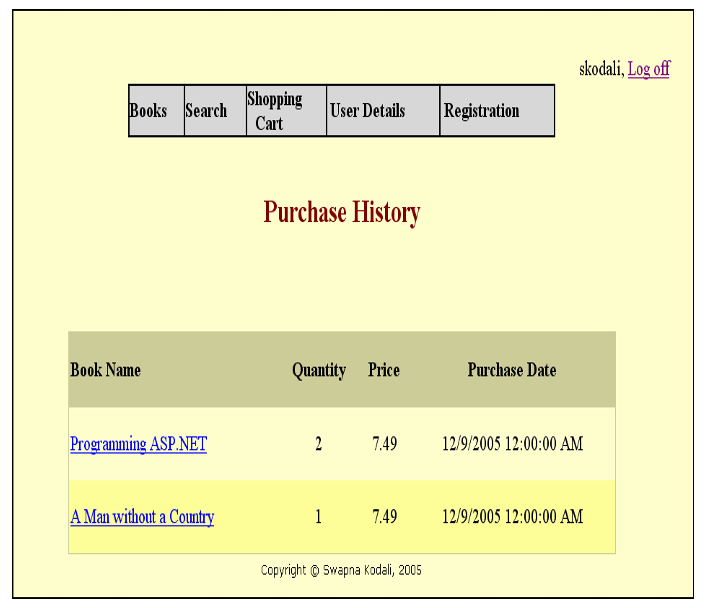 skodali, Log off
Books Search Shopping Cart User Details Registration
Purchase History
Book Name Quantity Price Purchase Date
Programming ASP.NET 2 7.49 12/9/2005 12:00:00 AM
A Man without a Country 1 7.49 12/9/2005 12:00:00 AM
Copyright © Swapna Kodali, 2005